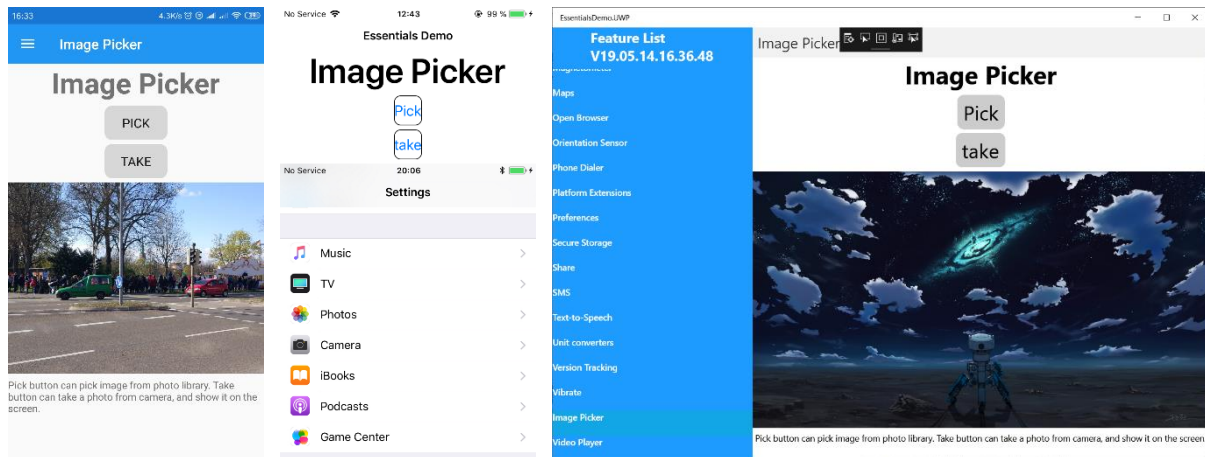 16:33
4.3K/s
Image Picker
Image Picker
PICK
TAKE
Pick button can pick image from photo library. Take
button can take a photo from camera, and show it on the
screen.
No Service
12:43
99 %
Essentials Demo
Image Picker
Pick
take
No Service
20:06
Settings
Music
TV
Photos
Camera
iBooks
Podcasts
Game Center
EssentialsDemo.UWP
Feature List
V19.05.14.16.36.48
Maps
Open Browser
Orientation Sensor
Phone Dialer
Platform Extensions
Preferences
Secure Storage
Share
SMS
Text-to-Speech
Unit converters
Version Tracking
Vibrate
Image Picker
Video Player
Image Picker
Image Picker
Pick
take
Pick button can pick image from photo library. Take button can take a photo from camera, and show it on the screen